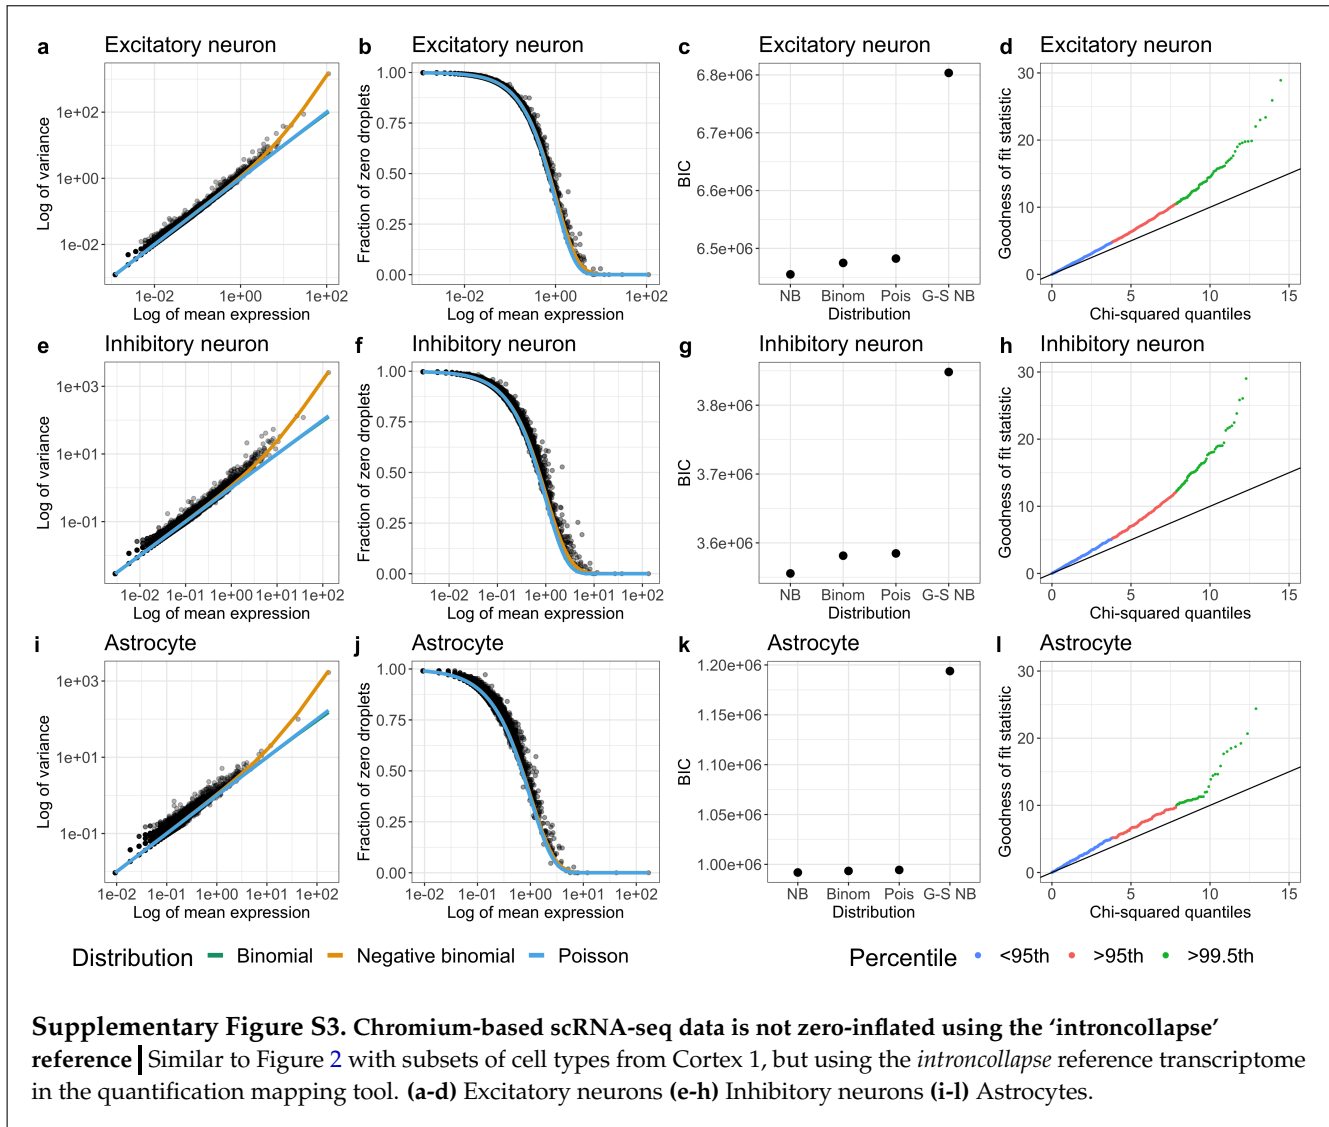 a Excitatory neuron
Log of variance
1e+02
1e+00
1e-02
1e-02 1e+00 1e+02
Log of mean expression
b Excitatory neuron
Fraction of zero droplets
1.00
0.75
0.50
0.25
0.00
1e-02 1e+00 1e+02
Log of mean expression
c Excitatory neuron
BIC
6.8e+06
6.7e+06
6.6e+06
6.5e+06
NB Binom Pois G-S NB
Distribution
d Excitatory neuron
Goodness of fit statistic
30
20
10
0
0 5 10 15
Chi-squared quantiles
e Inhibitory neuron
Log of variance
1e+03
1e+01
1e-01
1e-02 1e-01 1e+00 1e+01 1e+02
Log of mean expression
f Inhibitory neuron
Fraction of zero droplets
1.00
0.75
0.50
0.25
0.00
1e-02 1e-01 1e+00 1e+01 1e+02
Log of mean expression
g Inhibitory neuron
BIC
3.8e+06
3.7e+06
3.6e+06
NB Binom Pois G-S NB
Distribution
h Inhibitory neuron
Goodness of fit statistic
30
20
10
0
0 5 10 15
Chi-squared quantiles
i Astrocyte
Log of variance
1e+03
1e+01
1e-01
1e-02 1e-01 1e+00 1e+01 1e+02
Log of mean expression
j Astrocyte
Fraction of zero droplets
1.00
0.75
0.50
0.25
0.00
1e-02 1e-01 1e+00 1e+01 1e+02
Log of mean expression
k Astrocyte
BIC
1.20e+06
1.15e+06
1.10e+06
1.05e+06
1.00e+06
NB Binom Pois G-S NB
Distribution
l Astrocyte
Goodness of fit statistic
30
20
10
0
0 5 10 15
Chi-squared quantiles
Distribution Binomial Negative binomial Poisson
Percentile <95th >95th >99.5th
Supplementary Figure S3. Chromium-based scRNA-seq data is not zero-inflated using the ‘introncollapse’
reference | Similar to Figure 2 with subsets of cell types from Cortex 1, but using the introncollapse reference transcriptome
in the quantification mapping tool. (a-d) Excitatory neurons (e-h) Inhibitory neurons (i-l) Astrocytes.